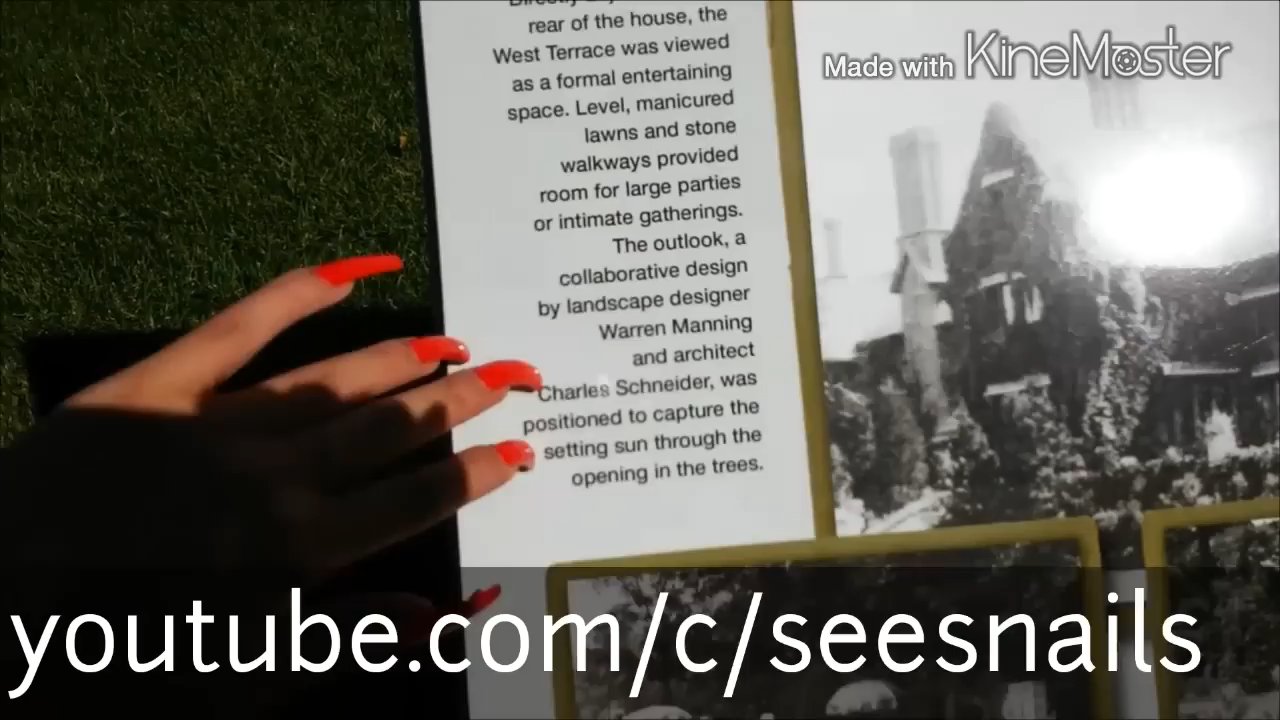 rear of the house, the
West Terrace was viewed
as a formal entertaining
space. Level, manicured
lawns and stone
walkways provided
room for large parties
or intimate gatherings.
The outlook, a
collaborative design
by landscape designer
Warren Manning
and architect
Charles Schneider, was
positioned to capture the
setting sun through the
opening in the trees.
Made with KineMaster
youtube.com/c/seesnails